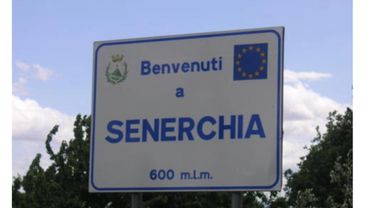 Benvenuti
a
SENERCHIA
600 m.l.m.